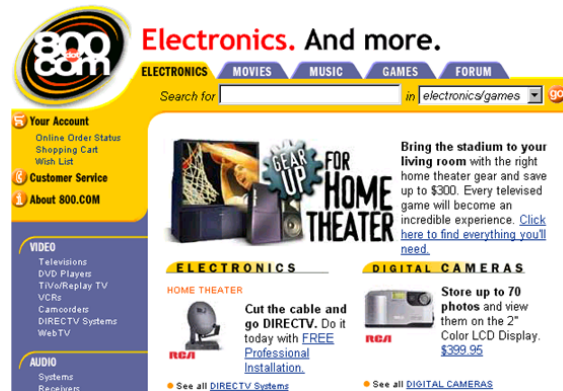 800
.com
Electronics. And more.
ELECTRONICS MOVIES MUSIC GAMES FORUM
Search for in electronics/games go
Your Account
Online Order Status
Shopping Cart
Wish List
Customer Service
About 800.COM
VIDEO
Televisions
DVD Players
TiVo/Replay TV
VCRs
Camcorders
DIRECTV Systems
WebTV
AUDIO
Systems
Receivers
GEAR
UP FOR
HOME
THEATER
Bring the stadium to your
living room with the right
home theater gear and save
up to $300. Every televised
game will become an
incredible experience. Click
here to find everything you'll
need.
ELECTRONICS
HOME THEATER
RCA
Cut the cable and
go DIRECTV. Do it
today with FREE
Professional
Installation.
See all DIRECTV Systems
DIGITAL CAMERAS
RCA
Store up to 70
photos and view
them on the 2"
Color LCD Display.
$399.95
See all DIGITAL CAMERAS